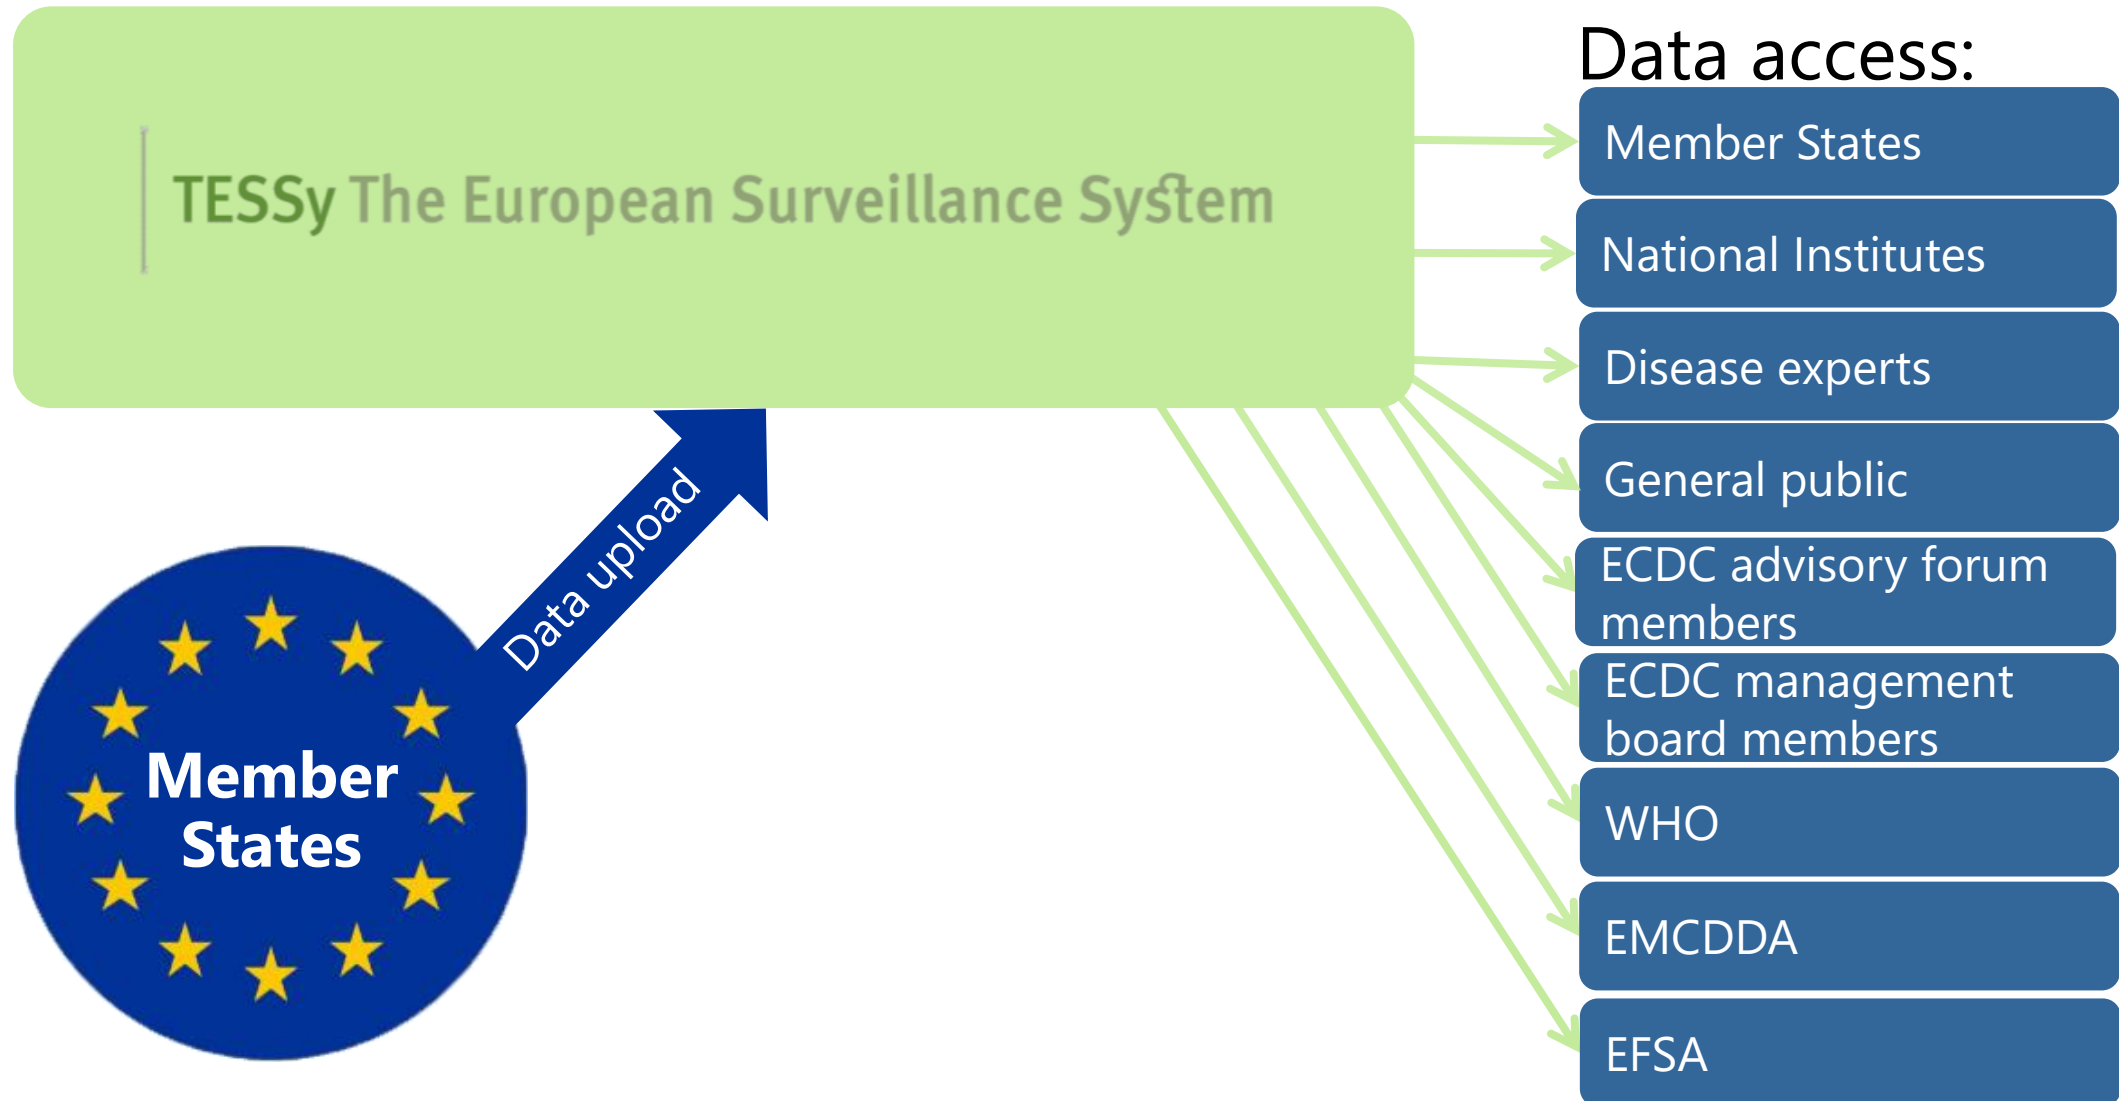 TESSy The European Surveillance System
Data upload
Member
States
Data access:
Member States
National Institutes
Disease experts
General public
ECDC advisory forum
members
ECDC management
board members
WHO
EMCDDA
EFSA